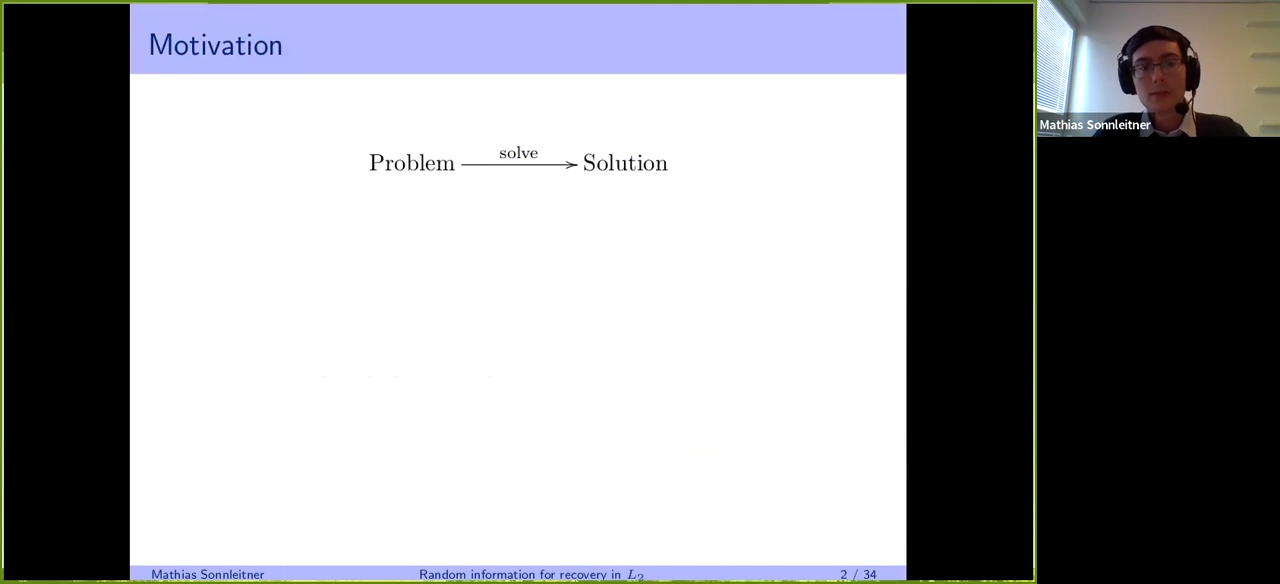 Motivation
solve
Problem Solution
Mathias Sonnleitner
Mathias Sonnleitner Random information for recovery in L₂ 2 / 34